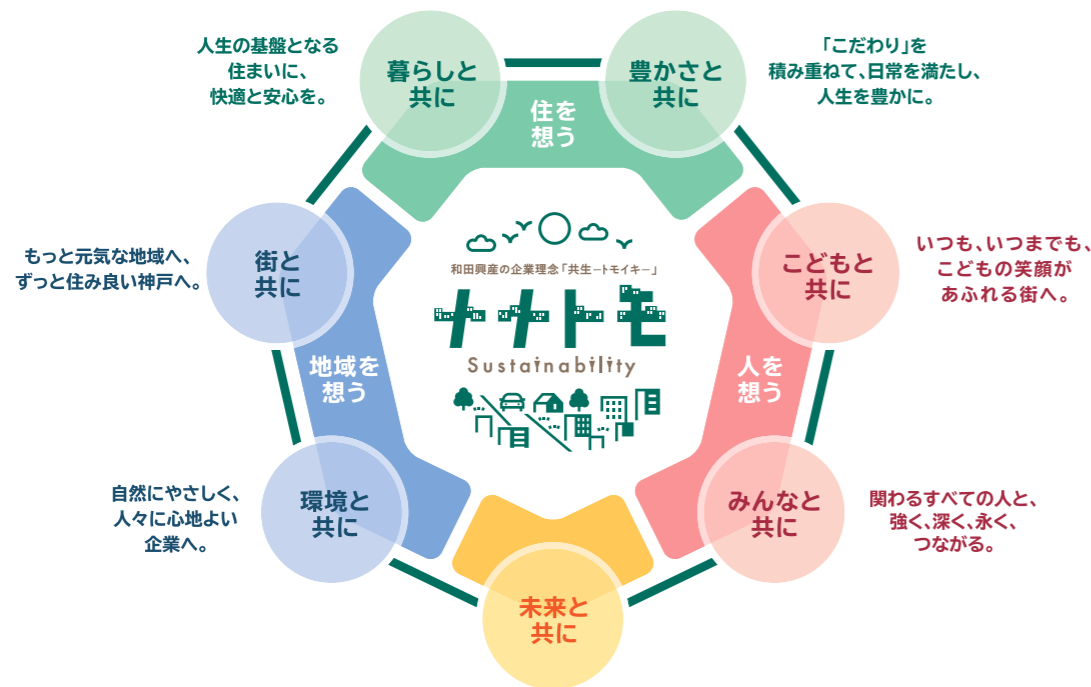 人生の基盤となる
住まいに、
快適と安心を。
暮らしと
共に
豊かさと
共に
「こだわり」を
積み重ねて、日常を満たし、
人生を豊かに。
住を
想う
もっと元気な地域へ、
ずっと住み良い神戸へ。
街と
共に
和田興産の企業理念「共生−トモイキ−」
ナナトモ
Sustainability
こどもと
共に
いつも、いつまでも、
こどもの笑顔が
あふれる街へ。
地域を
想う
人を
想う
自然にやさしく、
人々に心地よい
企業へ。
環境と
共に
みんなと
共に
関わるすべての人と、
強く、深く、永く、
つながる。
未来と
共に